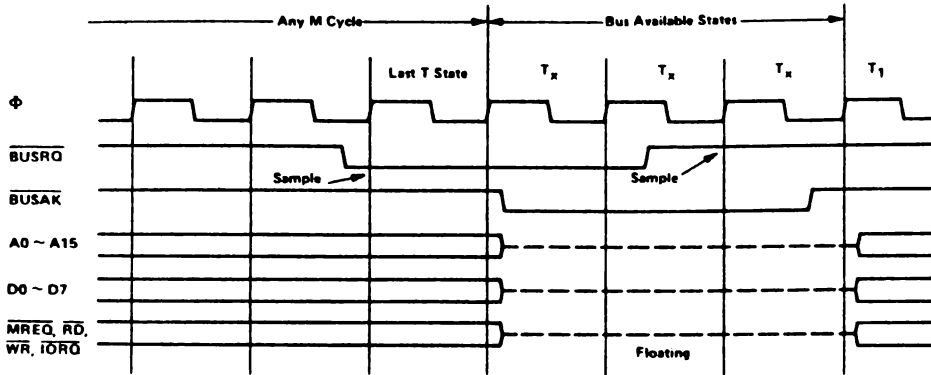 Any M Cycle
Bus Available States
Last T State
Tx
Tx
Tx
T1
Φ
BUSRQ
Sample
Sample
BUSAK
A0 ~ A15
D0 ~ D7
MREQ, RD,
WR, IORQ
Floating